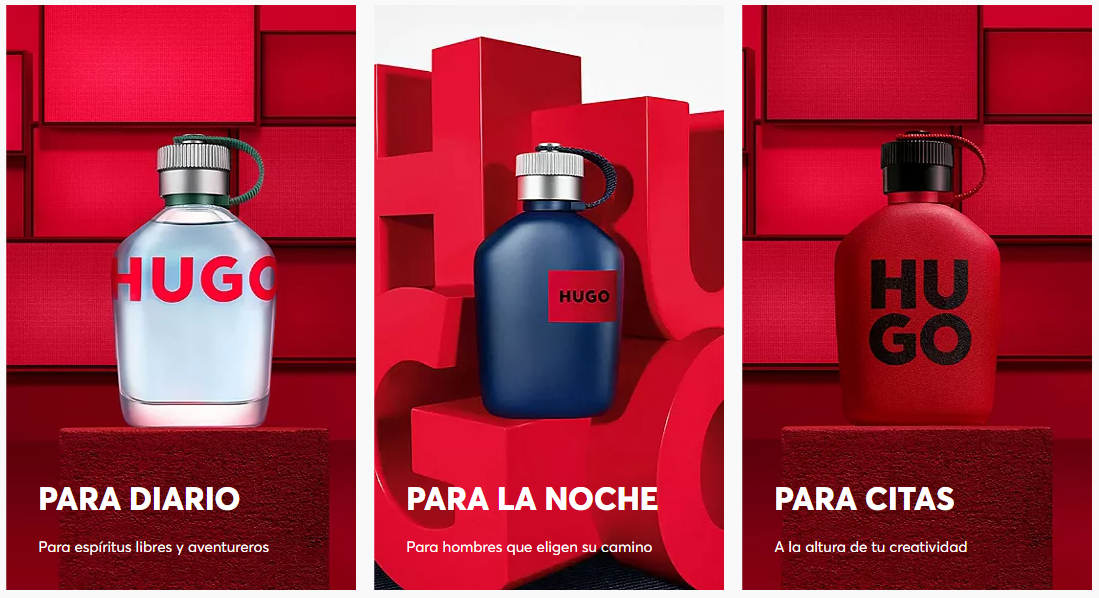 HUGO
PARA DIARIO
Para espíritus libres y aventureros
HUGO
PARA LA NOCHE
Para hombres que eligen su camino
HU
GO
PARA CITAS
A la altura de tu creatividad